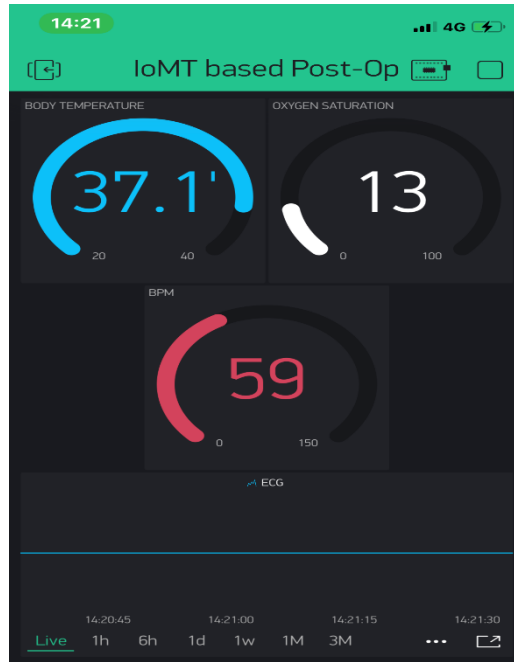 14:21
4G
IoMT based Post-Op
BODY TEMPERATURE
OXYGEN SATURATION
37.1'
13
20
40
0
100
BPM
59
0
150
ECG
14:20:45
14:21:00
14:21:15
14:21:30
Live 1h 6h 1d 1w 1M 3M ...